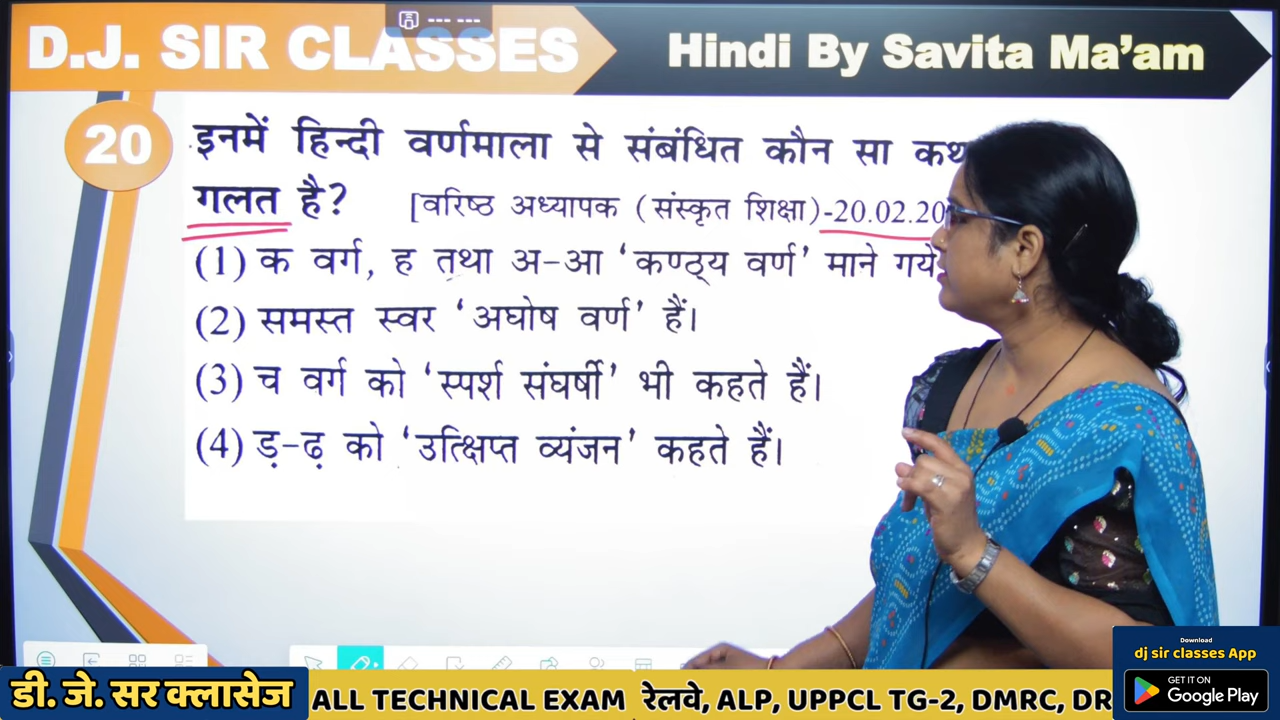 D.J. SIR CLASSES
Hindi By Savita Ma’am
20
इनमें हिन्दी वर्णमाला से संबंधित कौन सा
गलत है? [वरिष्ठ अध्यापक (संस्कृत शिक्षा)-20.02.20
(1) क वर्ग, ह तथा अ-आ ‘कण्ठ्य वर्ण’ माने गये
(2) समस्त स्वर ‘अघोष वर्ण’ हैं।
(3) च वर्ग को ‘स्पर्श संघर्षी’ भी कहते हैं।
(4) ड़-ढ़ को ‘उत्क्षिप्त व्यंजन’ कहते हैं।
Download
dj sir classes App
GET IT ON
Google Play
डी. जे. सर क्लासेज
ALL TECHNICAL EXAM रेलवे, ALP, UPPCL TG-2, DMRC, DR